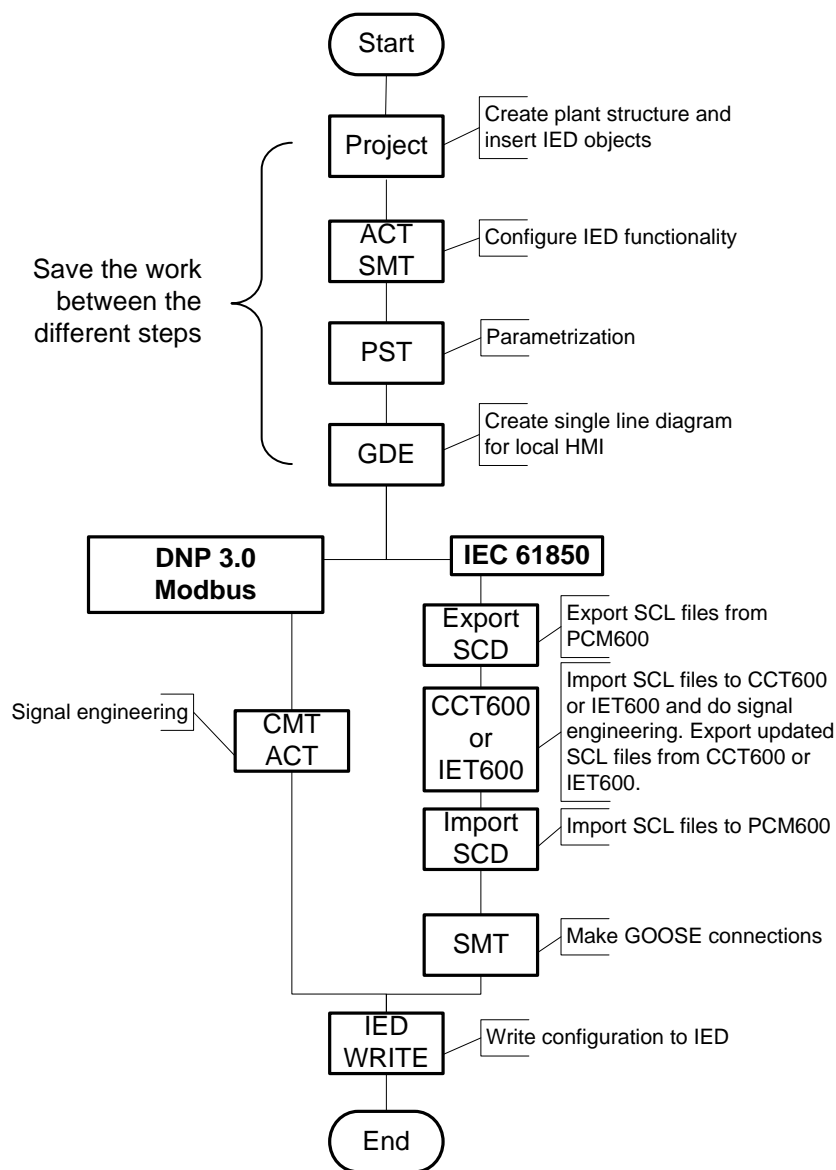 Start
Project
Create plant structure and
insert IED objects
ACT
SMT
Configure IED functionality
Save the work
between the
different steps
PST
Parametrization
GDE
Create single line diagram
for local HMI
DNP 3.0
Modbus
IEC 61850
Export
SCD
Export SCL files from
PCM600
CCT600
or
IET600
Import SCL files to CCT600
or IET600 and do signal
engineering. Export updated
SCL files from CCT600 or
IET600.
Signal engineering
CMT
ACT
Import
SCD
Import SCL files to PCM600
SMT
Make GOOSE connections
IED
WRITE
Write configuration to IED
End